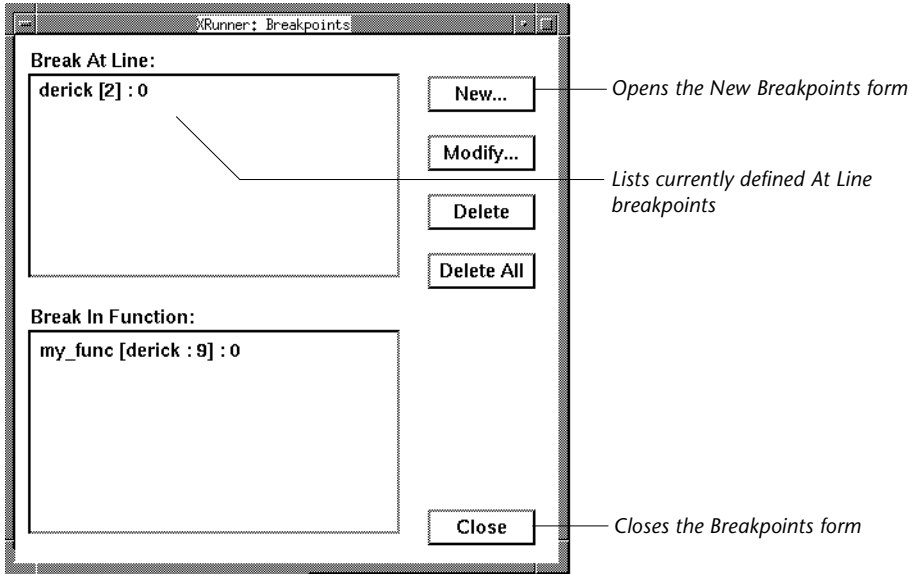 XRunner: Breakpoints
Break At Line:
derick [2] : 0
New...
Opens the New Breakpoints form
Modify...
Lists currently defined At Line
breakpoints
Delete
Delete All
Break In Function:
my_func [derick : 9] : 0
Close
Closes the Breakpoints form